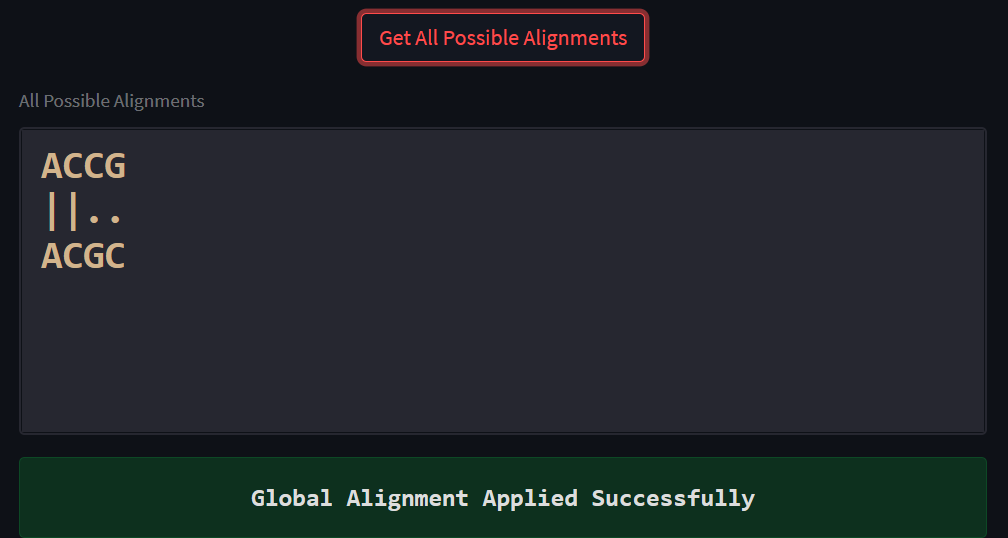 Get All Possible Alignments
All Possible Alignments
ACCG
||..
ACGC
Global Alignment Applied Successfully